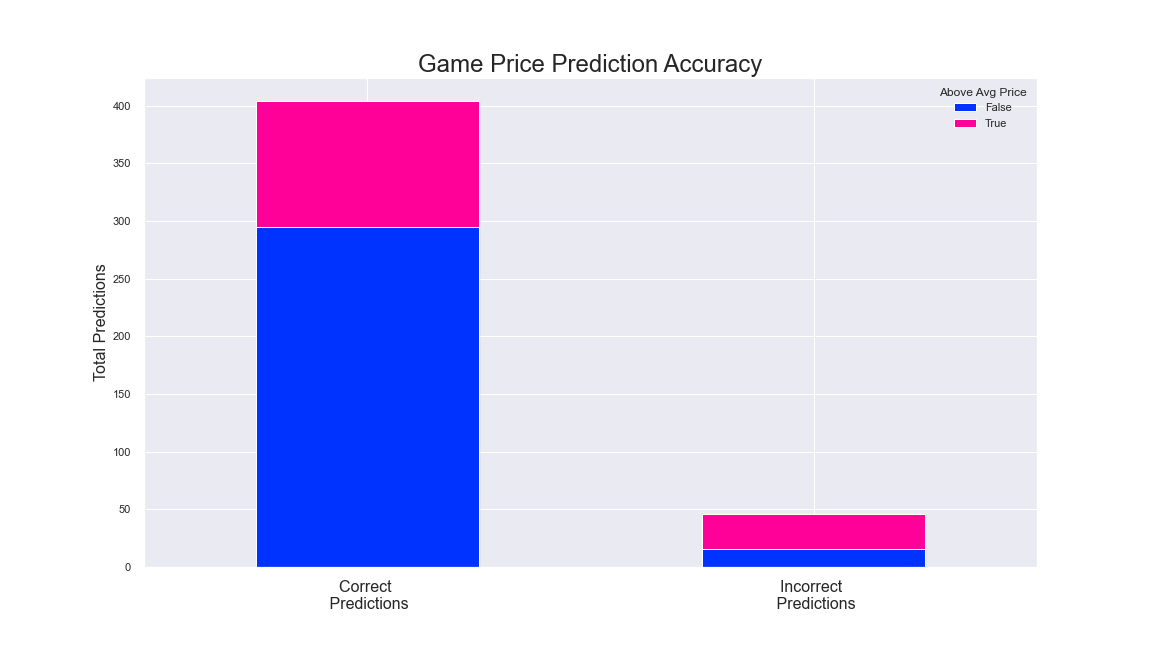 Game Price Prediction Accuracy
Above Avg Price
False
True
Total Predictions
400
350
300
250
200
150
100
50
0
Correct
Predictions
Incorrect
Predictions